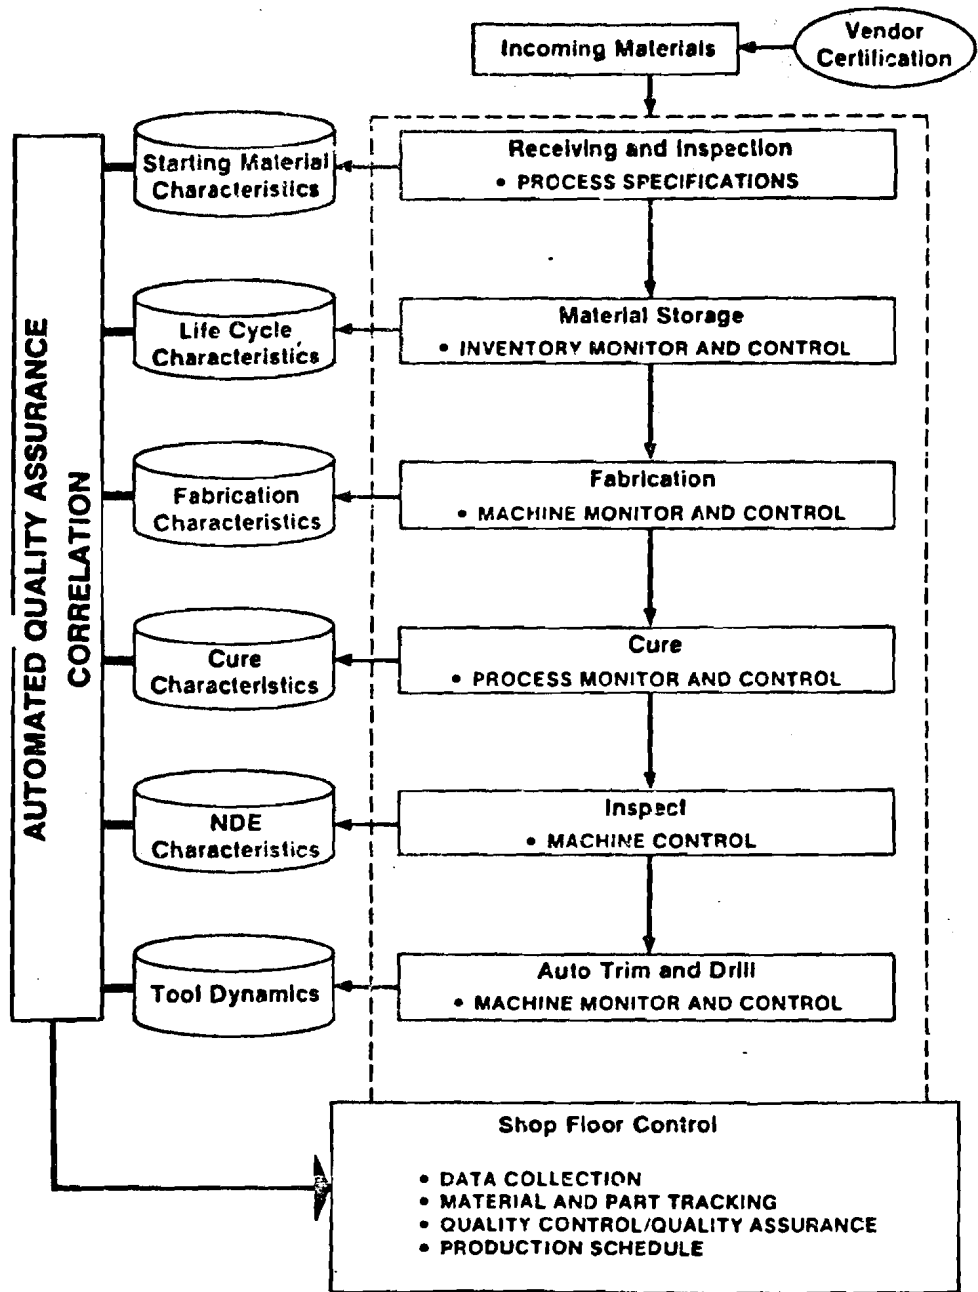 Vendor
Certification
Incoming Materials
Receiving and Inspection
• PROCESS SPECIFICATIONS
Starting Material
Characteristics
Material Storage
• INVENTORY MONITOR AND CONTROL
Life Cycle
Characteristics
Fabrication
• MACHINE MONITOR AND CONTROL
Fabrication
Characteristics
Cure
• PROCESS MONITOR AND CONTROL
Cure
Characteristics
Inspect
• MACHINE CONTROL
NDE
Characteristics
Auto Trim and Drill
• MACHINE MONITOR AND CONTROL
Tool Dynamics
AUTOMATED QUALITY ASSURANCE
CORRELATION
Shop Floor Control
• DATA COLLECTION
• MATERIAL AND PART TRACKING
• QUALITY CONTROL/QUALITY ASSURANCE
• PRODUCTION SCHEDULE